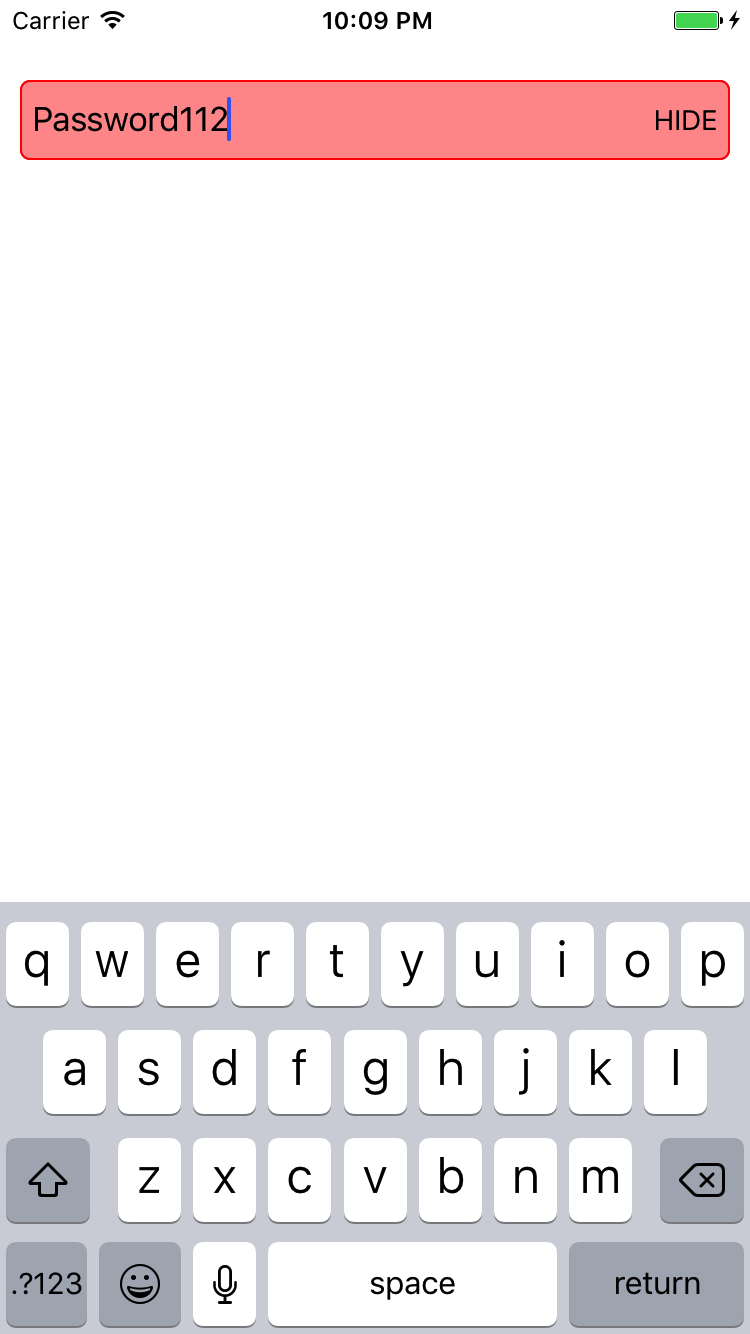 Carrier 10:09 PM
Password112 HIDE
q w e r t y u i o p
a s d f g h j k l
z x c v b n m
.?123 space return